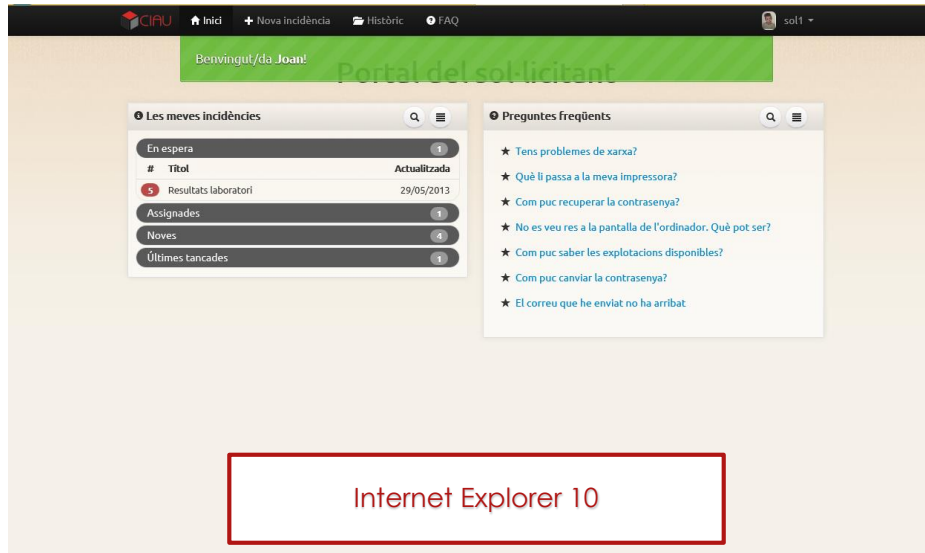 CIAU Inici Nova incidència Històric FAQ sol1
Benvingut/da Joan!
Portal del sol·licitant
Les meves incidències
En espera 1
# Títol Actualitzada
5 Resultats laboratori 29/05/2013
Assignades 1
Noves 4
Últimes tancades 1
Preguntes freqüents
Tens problemes de xarxa?
Què li passa a la meva impressora?
Com puc recuperar la contrasenya?
No es veu res a la pantalla de l'ordinador. Què pot ser?
Com puc saber les explotacions disponibles?
Com puc canviar la contrasenya?
El correu que he enviat no ha arribat
Internet Explorer 10